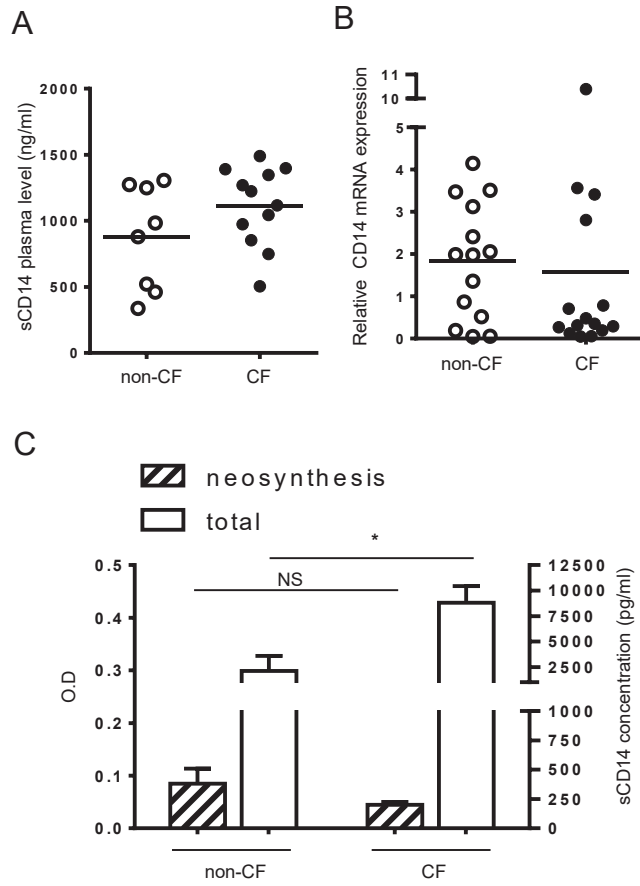 A
sCD14 plasma level (ng/ml)
2000
1500
1000
500
0
non-CF CF
B
Relative CD14 mRNA expression
11
10
5
4
3
2
1
0
non-CF CF
C
neosynthesis
total
*
NS
O.D
0.5
0.4
0.3
0.2
0.1
0.0
12500
10000
7500
5000
2500
1000
750
500
250
0
sCD14 concentration (pg/ml)
non-CF CF